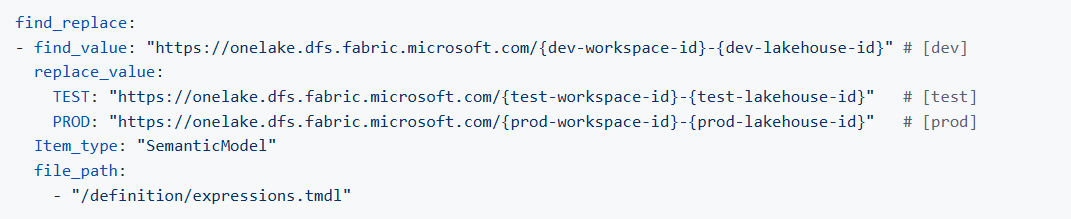 find_replace:
- find_value: "https://onelake.dfs.fabric.microsoft.com/{dev-workspace-id}-{dev-lakehouse-id}" # [dev]
replace_value:
TEST: "https://onelake.dfs.fabric.microsoft.com/{test-workspace-id}-{test-lakehouse-id}" # [test]
PROD: "https://onelake.dfs.fabric.microsoft.com/{prod-workspace-id}-{prod-lakehouse-id}" # [prod]
Item_type: "SemanticModel"
file_path:
- "/definition/expressions.tmdl"